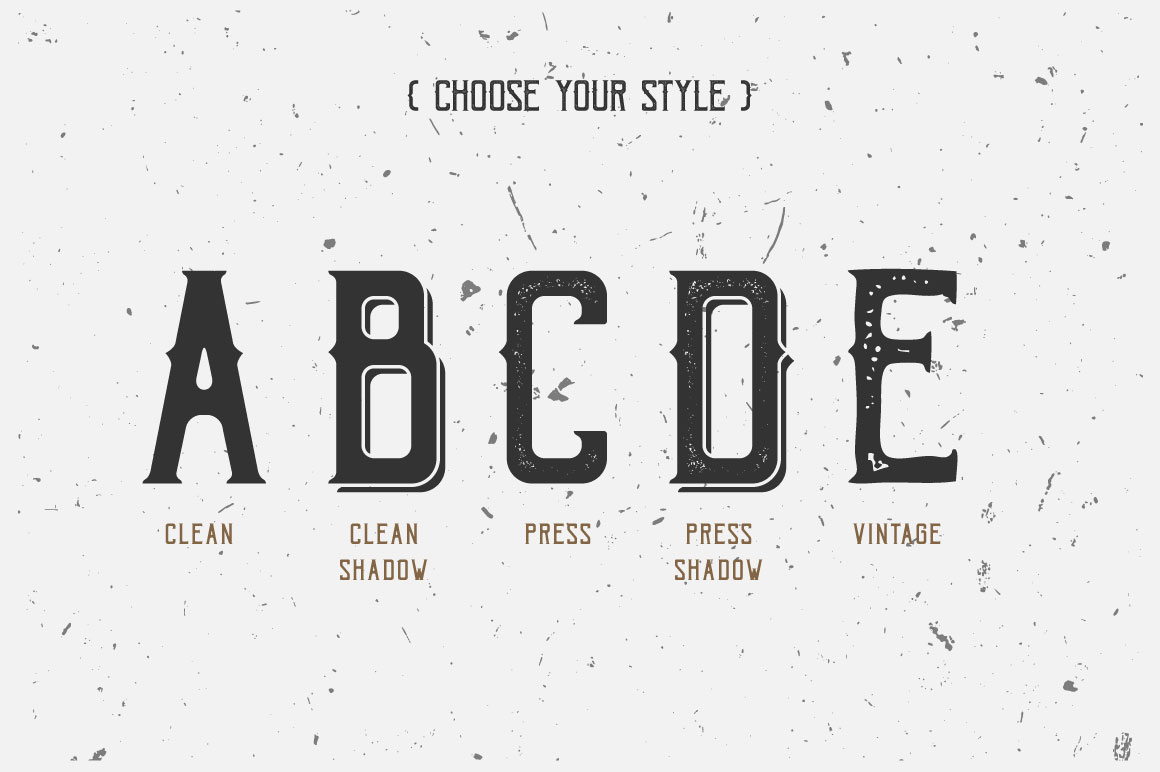 { CHOOSE YOUR STYLE }
A B C D E
CLEAN CLEAN SHADOW PRESS PRESS SHADOW VINTAGE